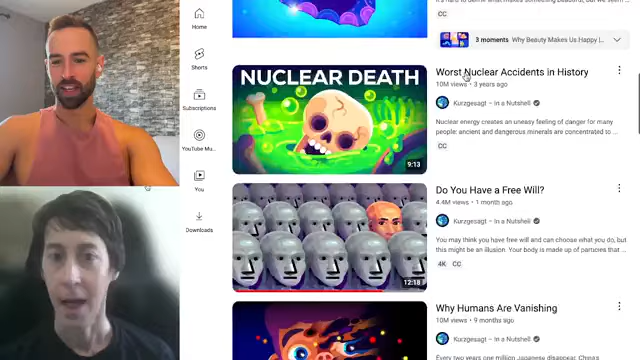 Home
Shorts
Subscriptions
YouTube Mu...
You
Downloads
CC
3 moments Why Beauty Makes Us Happy |...
NUCLEAR DEATH
9:13
Worst Nuclear Accidents in History
10M views • 3 years ago
Kurzgesagt – In a Nutshell
Nuclear energy creates an uneasy feeling of danger for many
people: ancient and dangerous minerals are concentrated to ...
CC
12:18
Do You Have a Free Will?
4.4M views • 1 month ago
Kurzgesagt – In a Nutshell
You may think you have free will and can choose what you do, but
this might be an illusion. Your body is made up of particles that ...
4K CC
Why Humans Are Vanishing
10M views • 9 months ago
Kurzgesagt – In a Nutshell